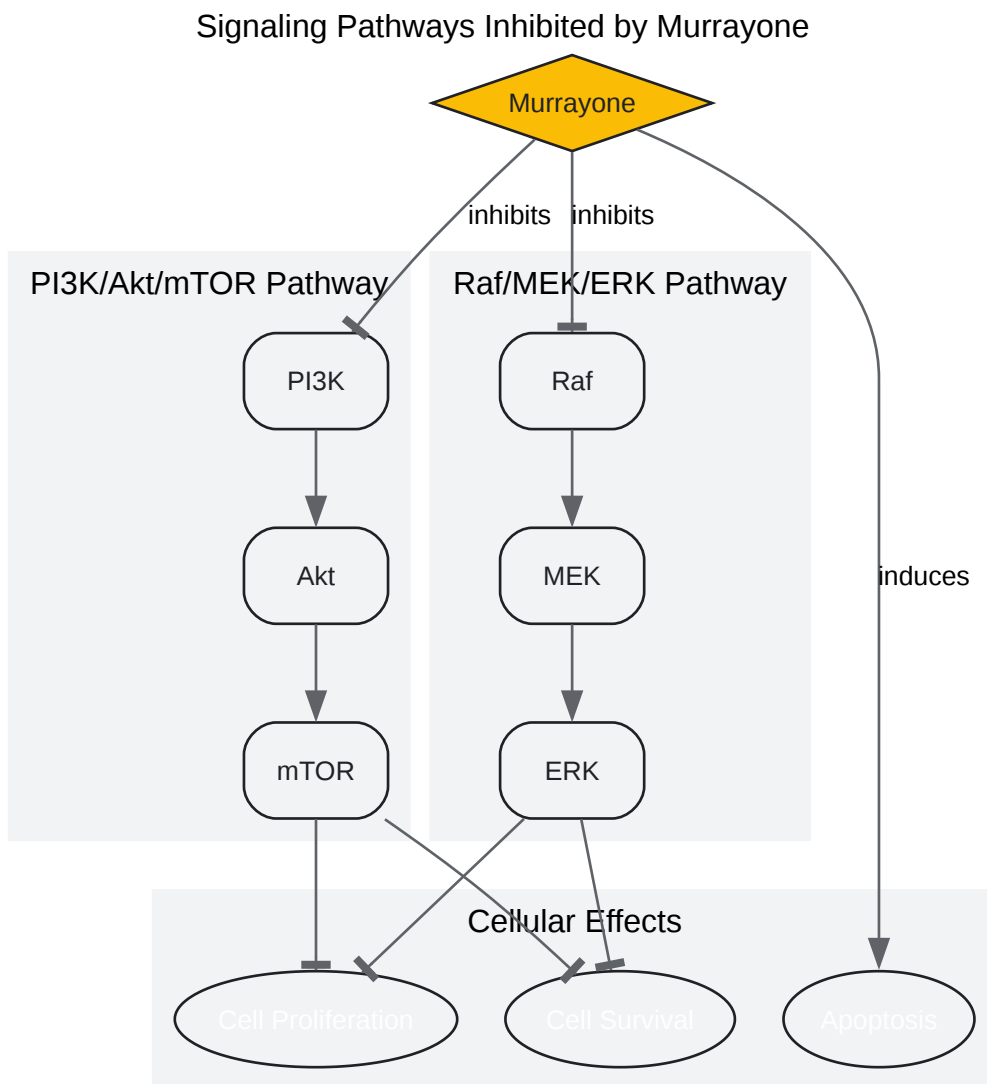 Signaling Pathways Inhibited by Murrayone
Murrayone
inhibits
inhibits
PI3K/Akt/mTOR Pathway
Raf/MEK/ERK Pathway
PI3K
Raf
Akt
MEK
induces
mTOR
ERK
Cellular Effects
Cell Proliferation
Cell Survival
Apoptosis